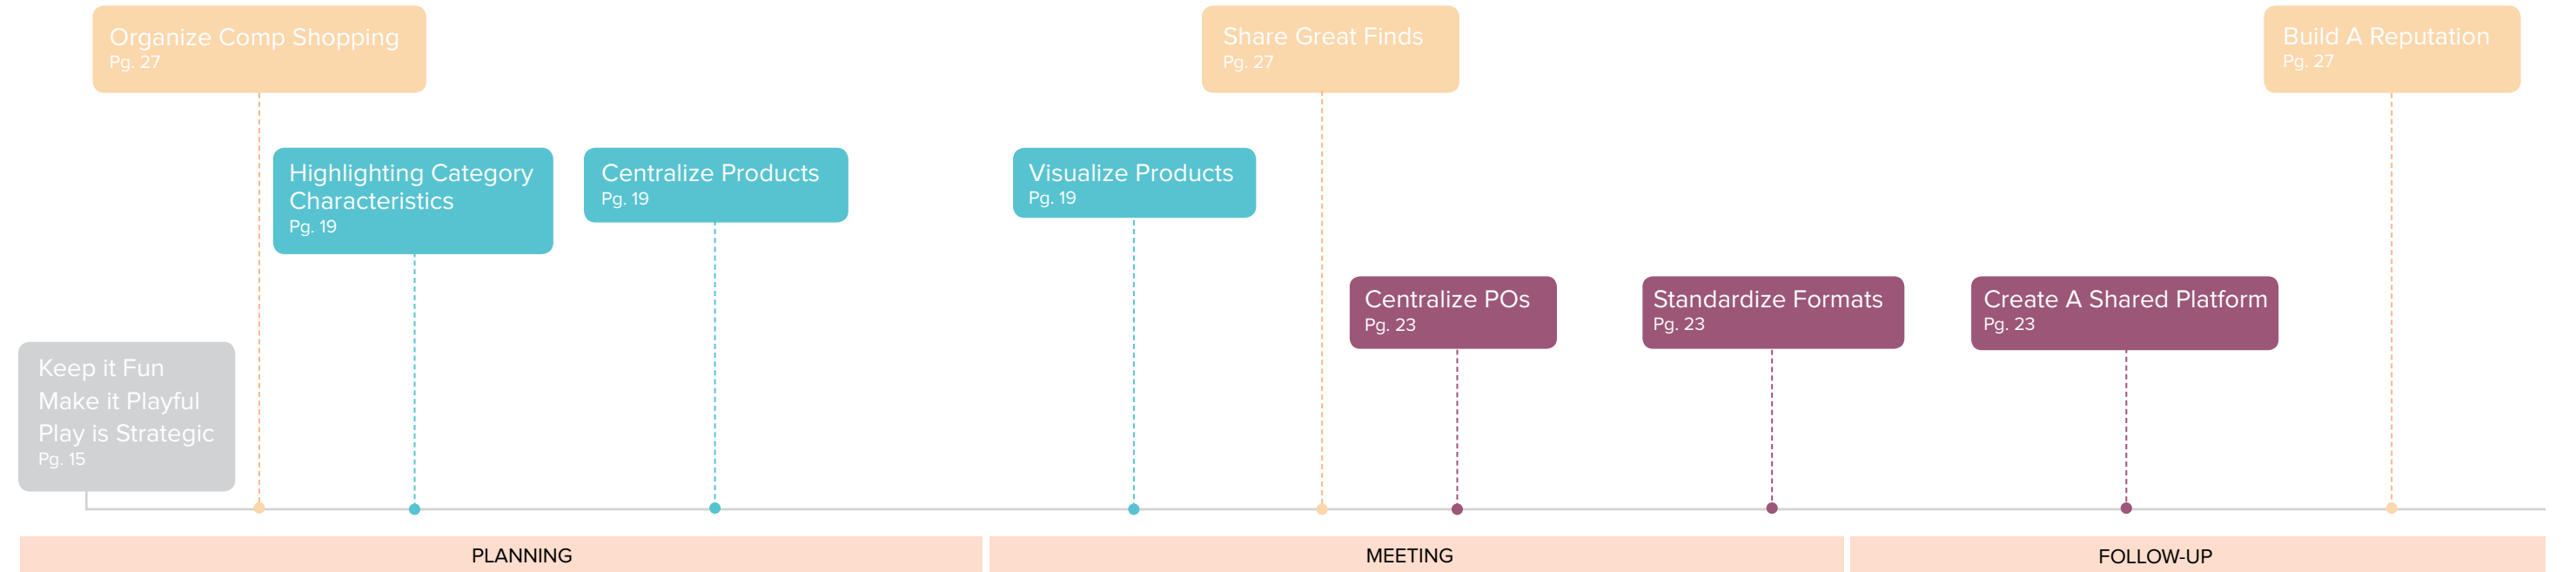 Organize Comp Shopping
Pg. 27
Share Great Finds
Pg. 27
Build A Reputation
Pg. 27
Highlighting Category
Characteristics
Pg. 19
Centralize Products
Pg. 19
Visualize Products
Pg. 19
Centralize POs
Pg. 23
Standardize Formats
Pg. 23
Create A Shared Platform
Pg. 23
Keep it Fun
Make it Playful
Play is Strategic
Pg. 15
PLANNING
MEETING
FOLLOW-UP